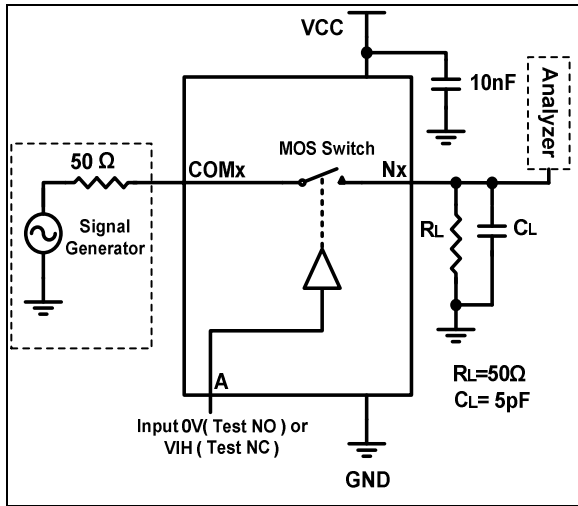 VCC
10nF
Analyzer
MOS Switch
50 Ω
COMx
Nx
Signal
Generator
RL
CL
A
RL=50Ω
CL= 5pF
Input 0V( Test NO ) or
VIH ( Test NC )
GND